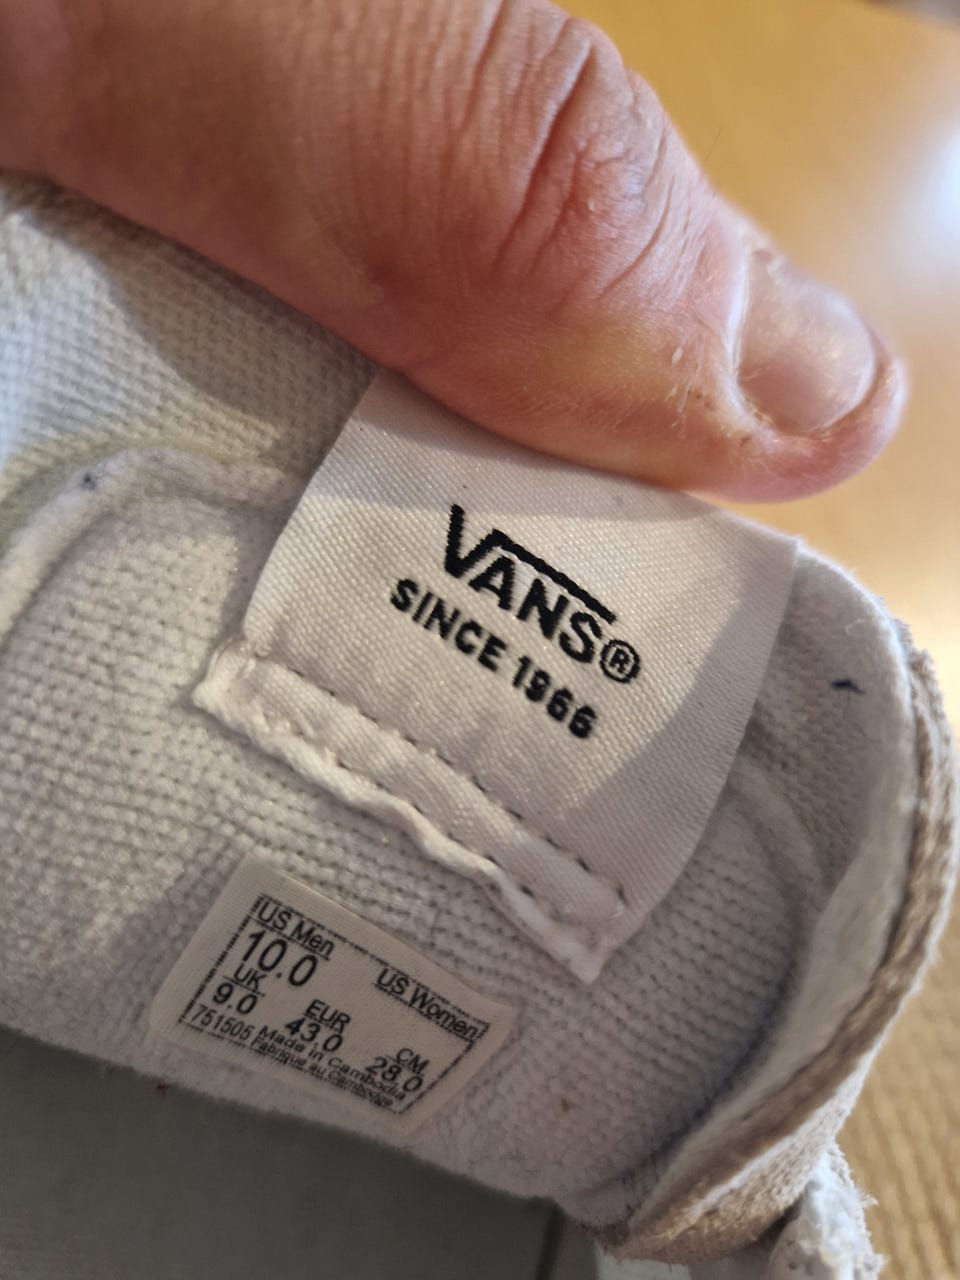 VANS®
SINCE 1966
US Men
US Women
10.0
UK
EUR
CM
9.0
43.0
28.0
751505 Made in Cambodia
Fabriqué au Cambodge